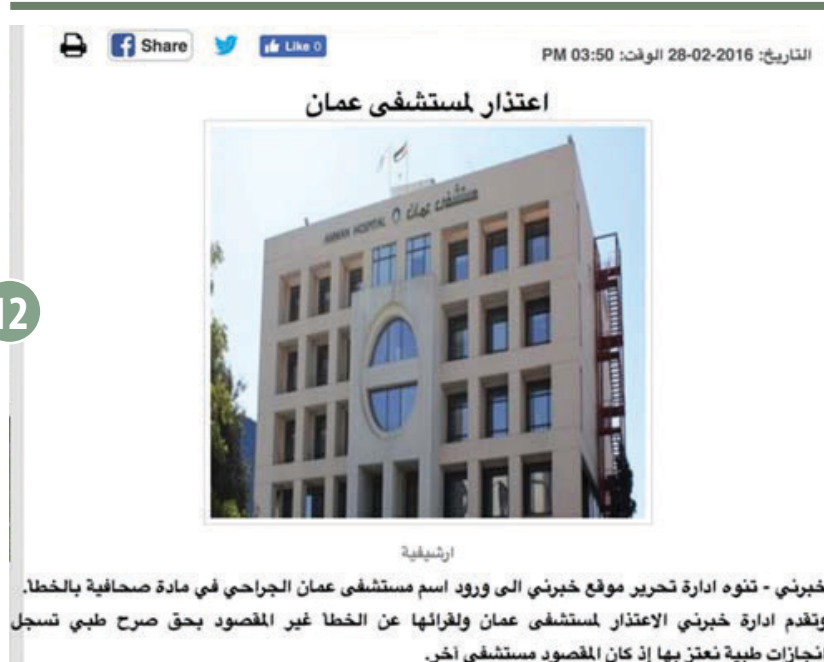 Share
Like 0
التاريخ: 2016-02-28 الوقت: 03:50 PM
اعتذار لمستشفى عمان
مستشفى عمان AMMAN HOSPITAL
12
ارشيفية
خبرني - تنوه ادارة تحرير موقع خبرني الى ورود اسم مستشفى عمان الجراحي في مادة صحافية بالخطأ.
وتقدم ادارة خبرني الاعتذار لمستشفى عمان ولقرائها عن الخطأ غير المقصود بحق صرح طبي تسجل
انجازات طبية نعتز بها إذ كان المقصود مستشفى آخر.